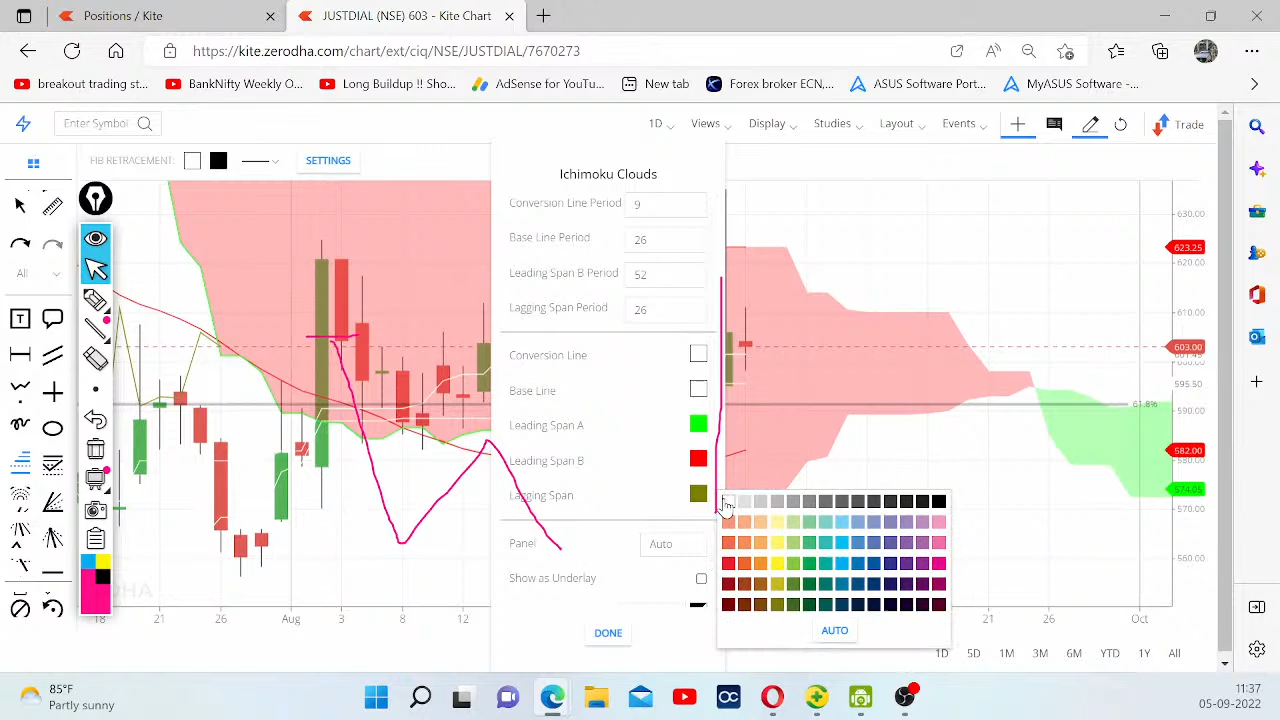 Positions / Kite
JUSTDIAL (NSE) 603 - Kite Chart
https://kite.zerodha.com/chart/ext/ciq/NSE/JUSTDIAL/7670273
breakout trading st...
BankNifty Weekly O...
Long Buildup !! Sho...
AdSense for YouTu...
New tab
Forex broker ECN,...
ASUS Software Port...
MyASUS Software -...
Enter Symbol
1D
Views
Display
Studies
Layout
Events
Trade
FIB RETRACEMENT:
SETTINGS
All
Ichimoku Clouds
Conversion Line Period 9
Base Line Period 26
Leading Span B Period 52
Lagging Span Period 26
Conversion Line
Base Line
Leading Span A
Leading Span B
Lagging Span
Panel Auto
Show as Underlay
DONE
AUTO
630.00
623.25
620.00
610.00
603.00
595.50
61.8%
590.00
582.00
580.00
574.05
570.00
560.00
18
21
26
Aug
3
8
12
21
26
Oct
1D 5D 1M 3M 6M YTD 1Y All
85°F
Partly sunny
11:37
05-09-2022